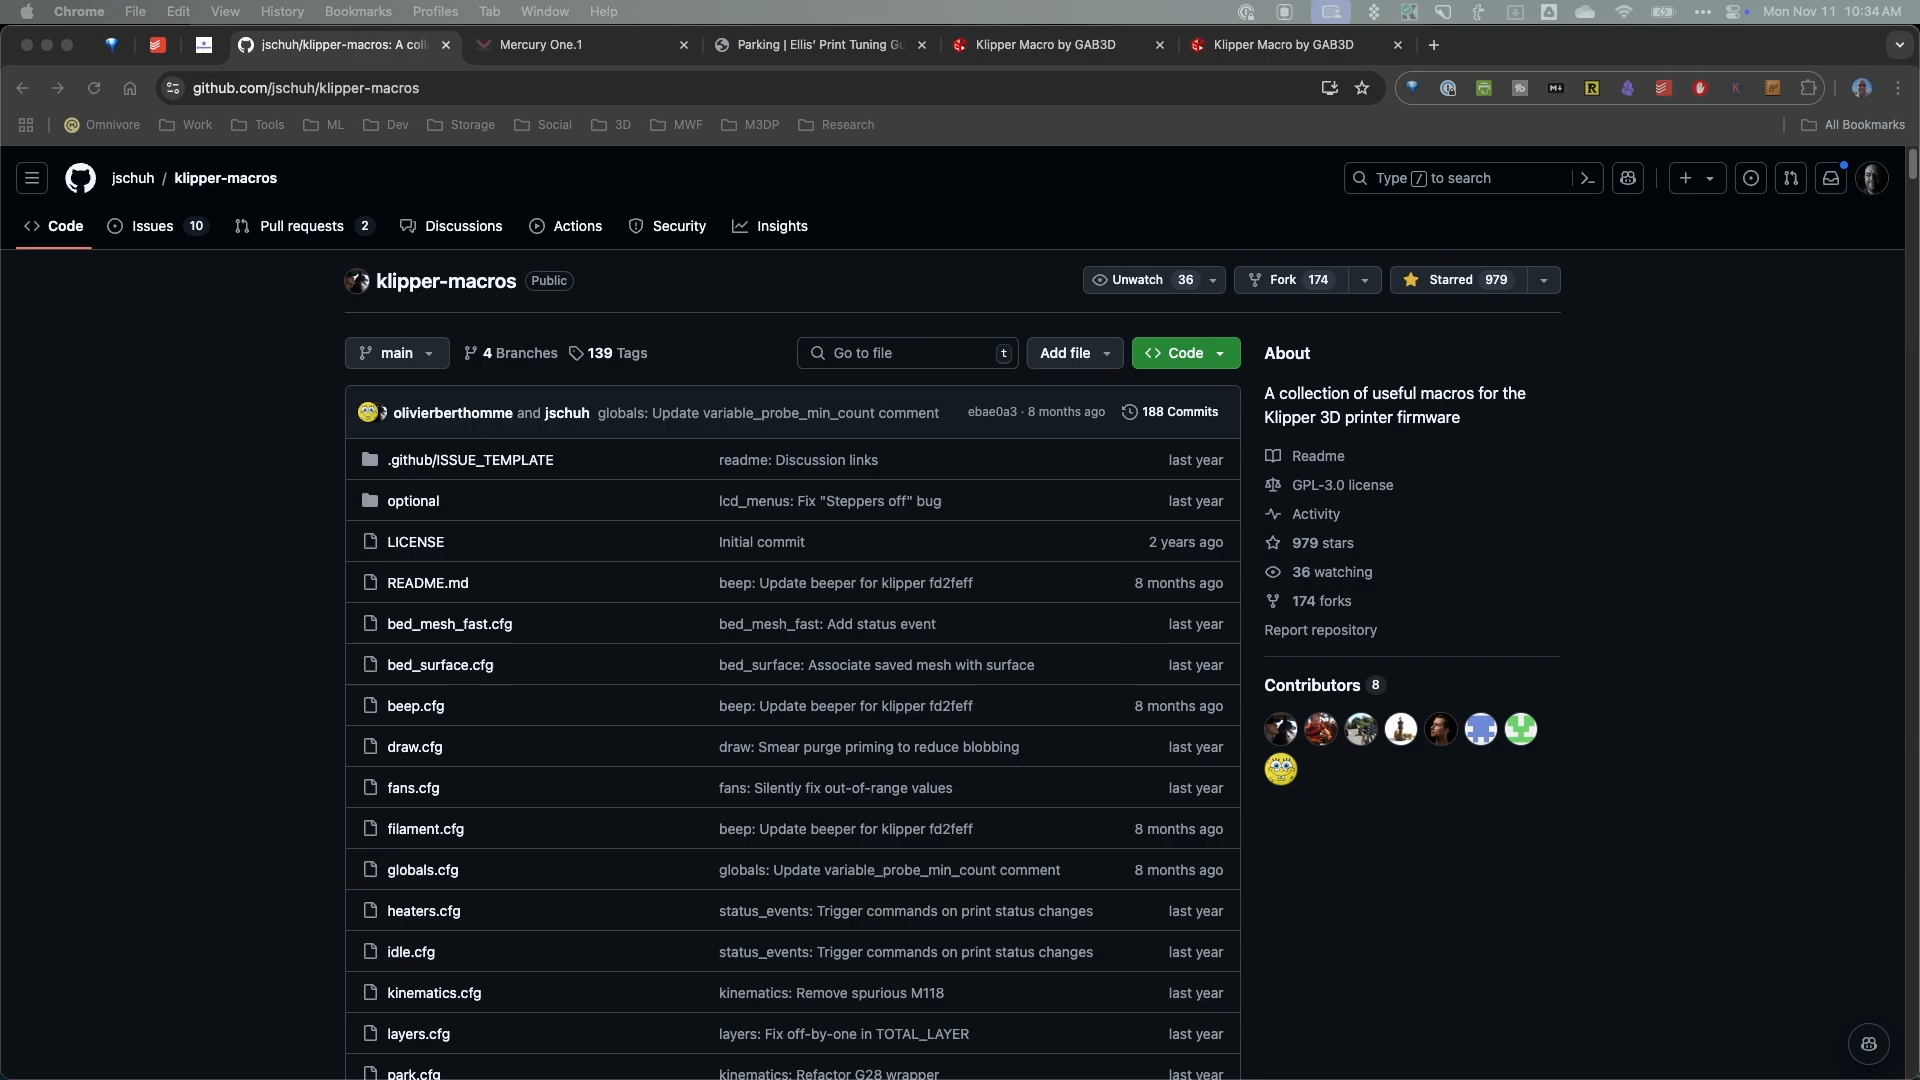 Chrome File Edit View History Bookmarks Profiles Tab Window Help Mon Nov 11 10:34 AM
jschuh/klipper-macros: A coll Mercury One.1 Parking | Ellis’ Print Tuning Gu Klipper Macro by GAB3D Klipper Macro by GAB3D
github.com/jschuh/klipper-macros
Omnivore Work Tools ML Dev Storage Social 3D MWF M3DP Research All Bookmarks
jschuh / klipper-macros
Type / to search
Code Issues 10 Pull requests 2 Discussions Actions Security Insights
klipper-macros Public
Unwatch 36 Fork 174 Starred 979
main 4 Branches 139 Tags Go to file t Add file Code
olivierberthomme and jschuh globals: Update variable_probe_min_count comment ebae0a3 · 8 months ago 188 Commits
.github/ISSUE_TEMPLATE readme: Discussion links last year
optional lcd_menus: Fix "Steppers off" bug last year
LICENSE Initial commit 2 years ago
README.md beep: Update beeper for klipper fd2feff 8 months ago
bed_mesh_fast.cfg bed_mesh_fast: Add status event last year
bed_surface.cfg bed_surface: Associate saved mesh with surface last year
beep.cfg beep: Update beeper for klipper fd2feff 8 months ago
draw.cfg draw: Smear purge priming to reduce blobbing last year
fans.cfg fans: Silently fix out-of-range values last year
filament.cfg beep: Update beeper for klipper fd2feff 8 months ago
globals.cfg globals: Update variable_probe_min_count comment 8 months ago
heaters.cfg status_events: Trigger commands on print status changes last year
idle.cfg status_events: Trigger commands on print status changes last year
kinematics.cfg kinematics: Remove spurious M118 last year
layers.cfg layers: Fix off-by-one in TOTAL_LAYER last year
park.cfg kinematics: Refactor G28 wrapper last year
About
A collection of useful macros for the
Klipper 3D printer firmware
Readme
GPL-3.0 license
Activity
979 stars
36 watching
174 forks
Report repository
Contributors 8